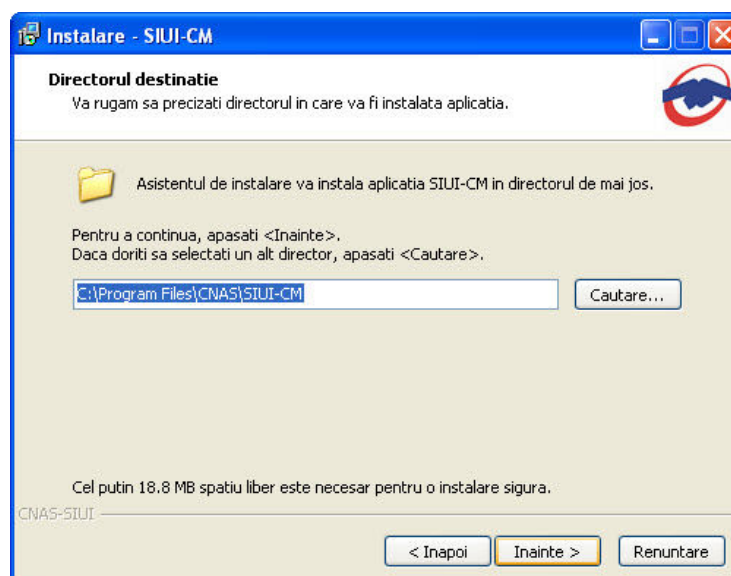 Instalare - SIUI-CM
Directorul destinatie
Va rugam sa precizati directorul in care va fi instalata aplicatia.
Asistentul de instalare va instala aplicatia SIUI-CM in directorul de mai jos.
Pentru a continua, apasati <Inainte>.
Daca doriti sa selectati un alt director, apasati <Cautare>.
C:\Program Files\CNAS\SIUI-CM
Cautare...
Cel putin 18.8 MB spatiu liber este necesar pentru o instalare sigura.
CNAS-SIUI
< Inapoi
Inainte >
Renuntare